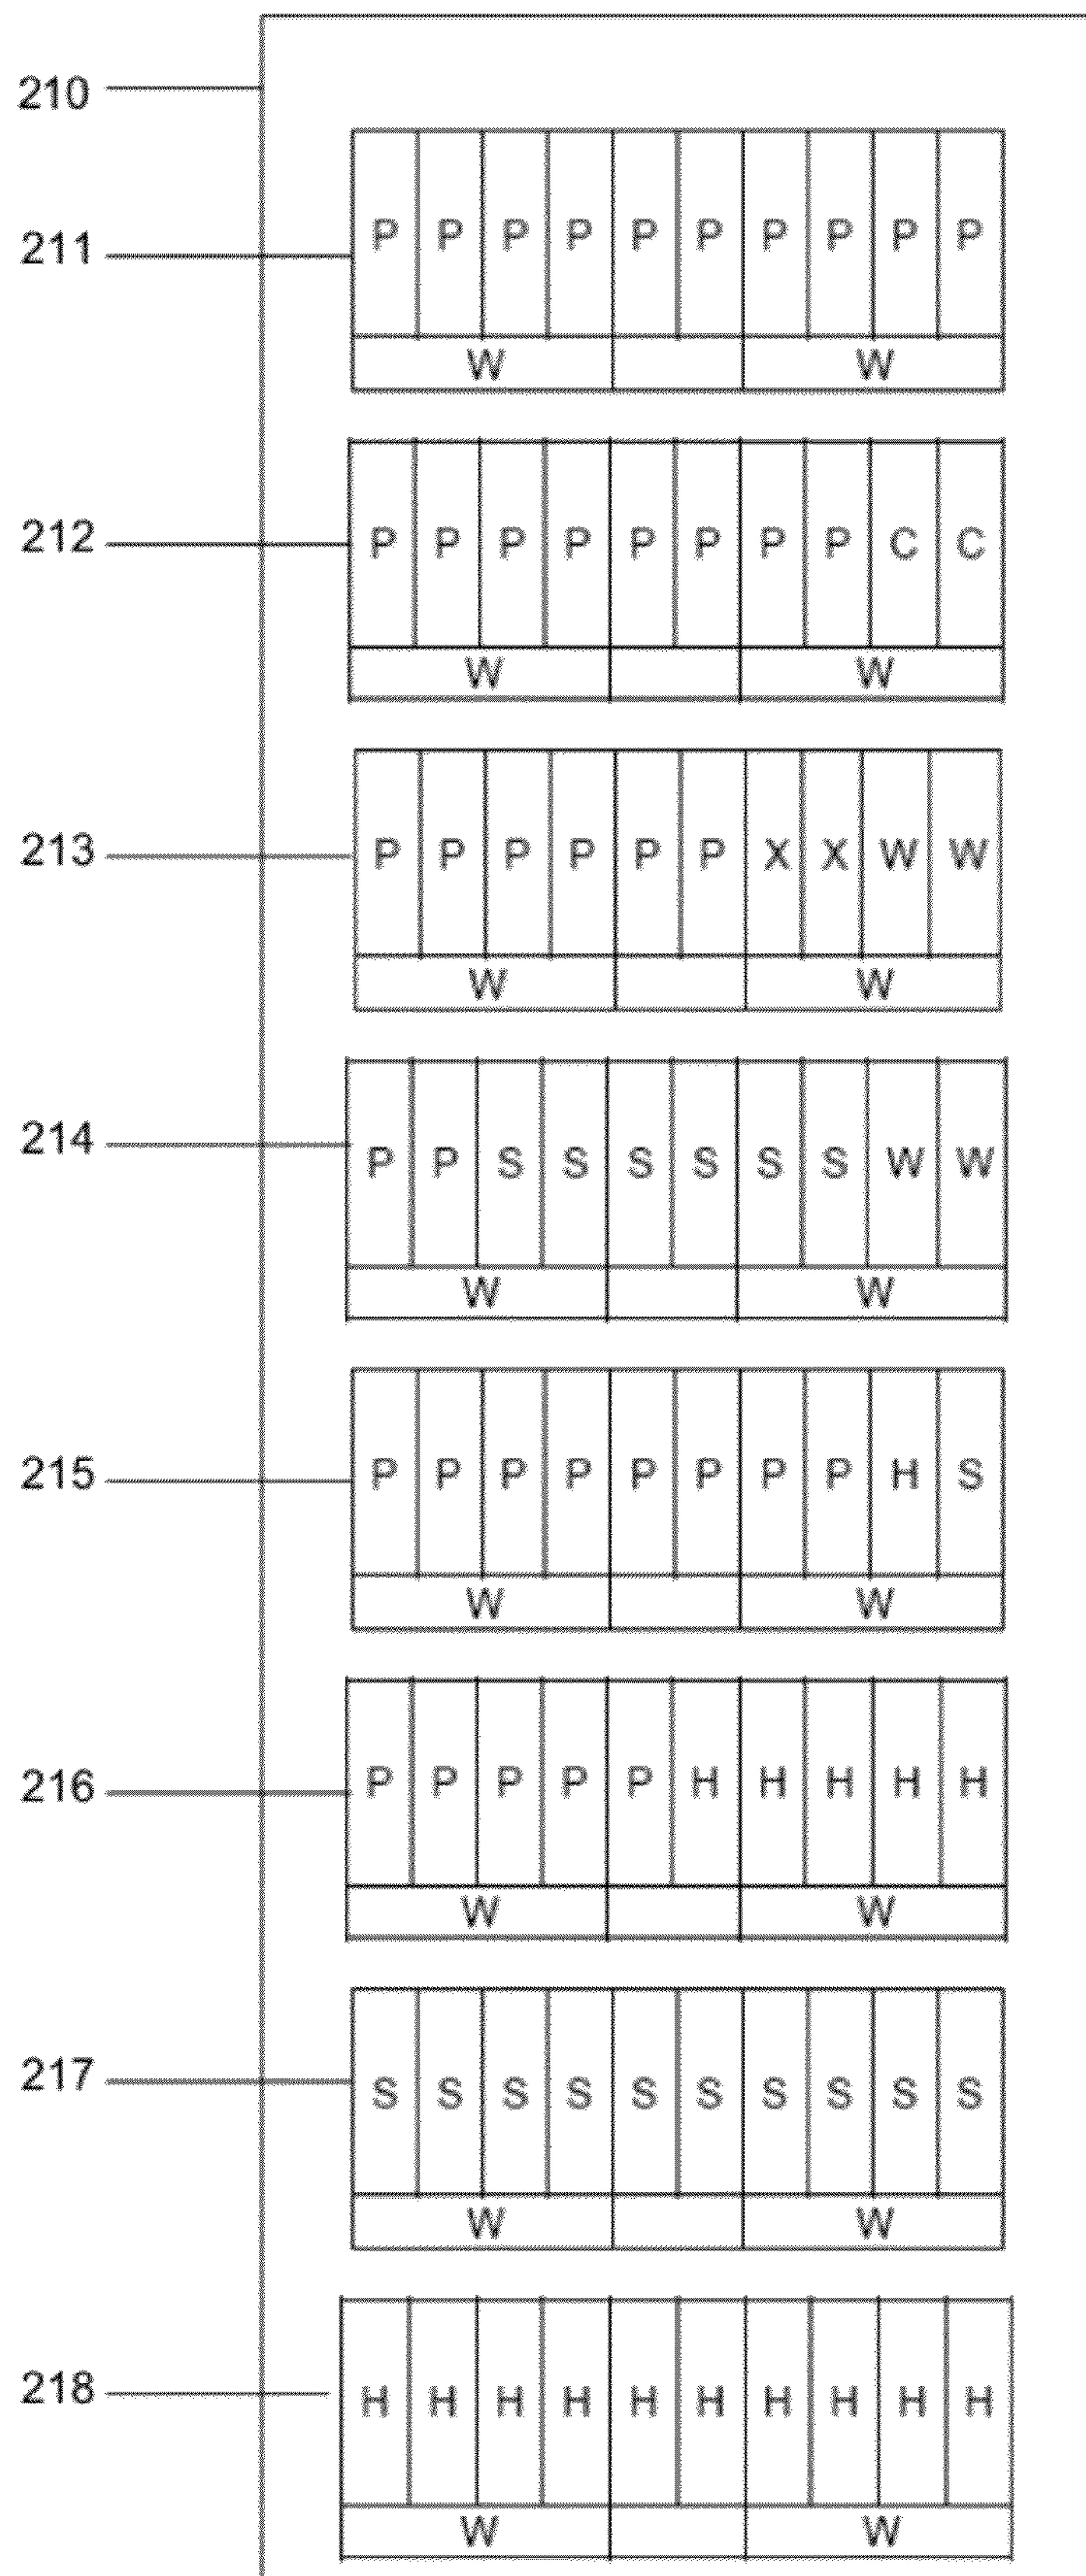 210
211 P P P P P P P P P P
W W
212 P P P P P P P P C C
W W
213 P P P P P P X X W W
W W
214 P P S S S S S S W W
W W
215 P P P P P P P P H S
W W
216 P P P P P H H H H H
W W
217 S S S S S S S S S S
W W
218 H H H H H H H H H H
W W